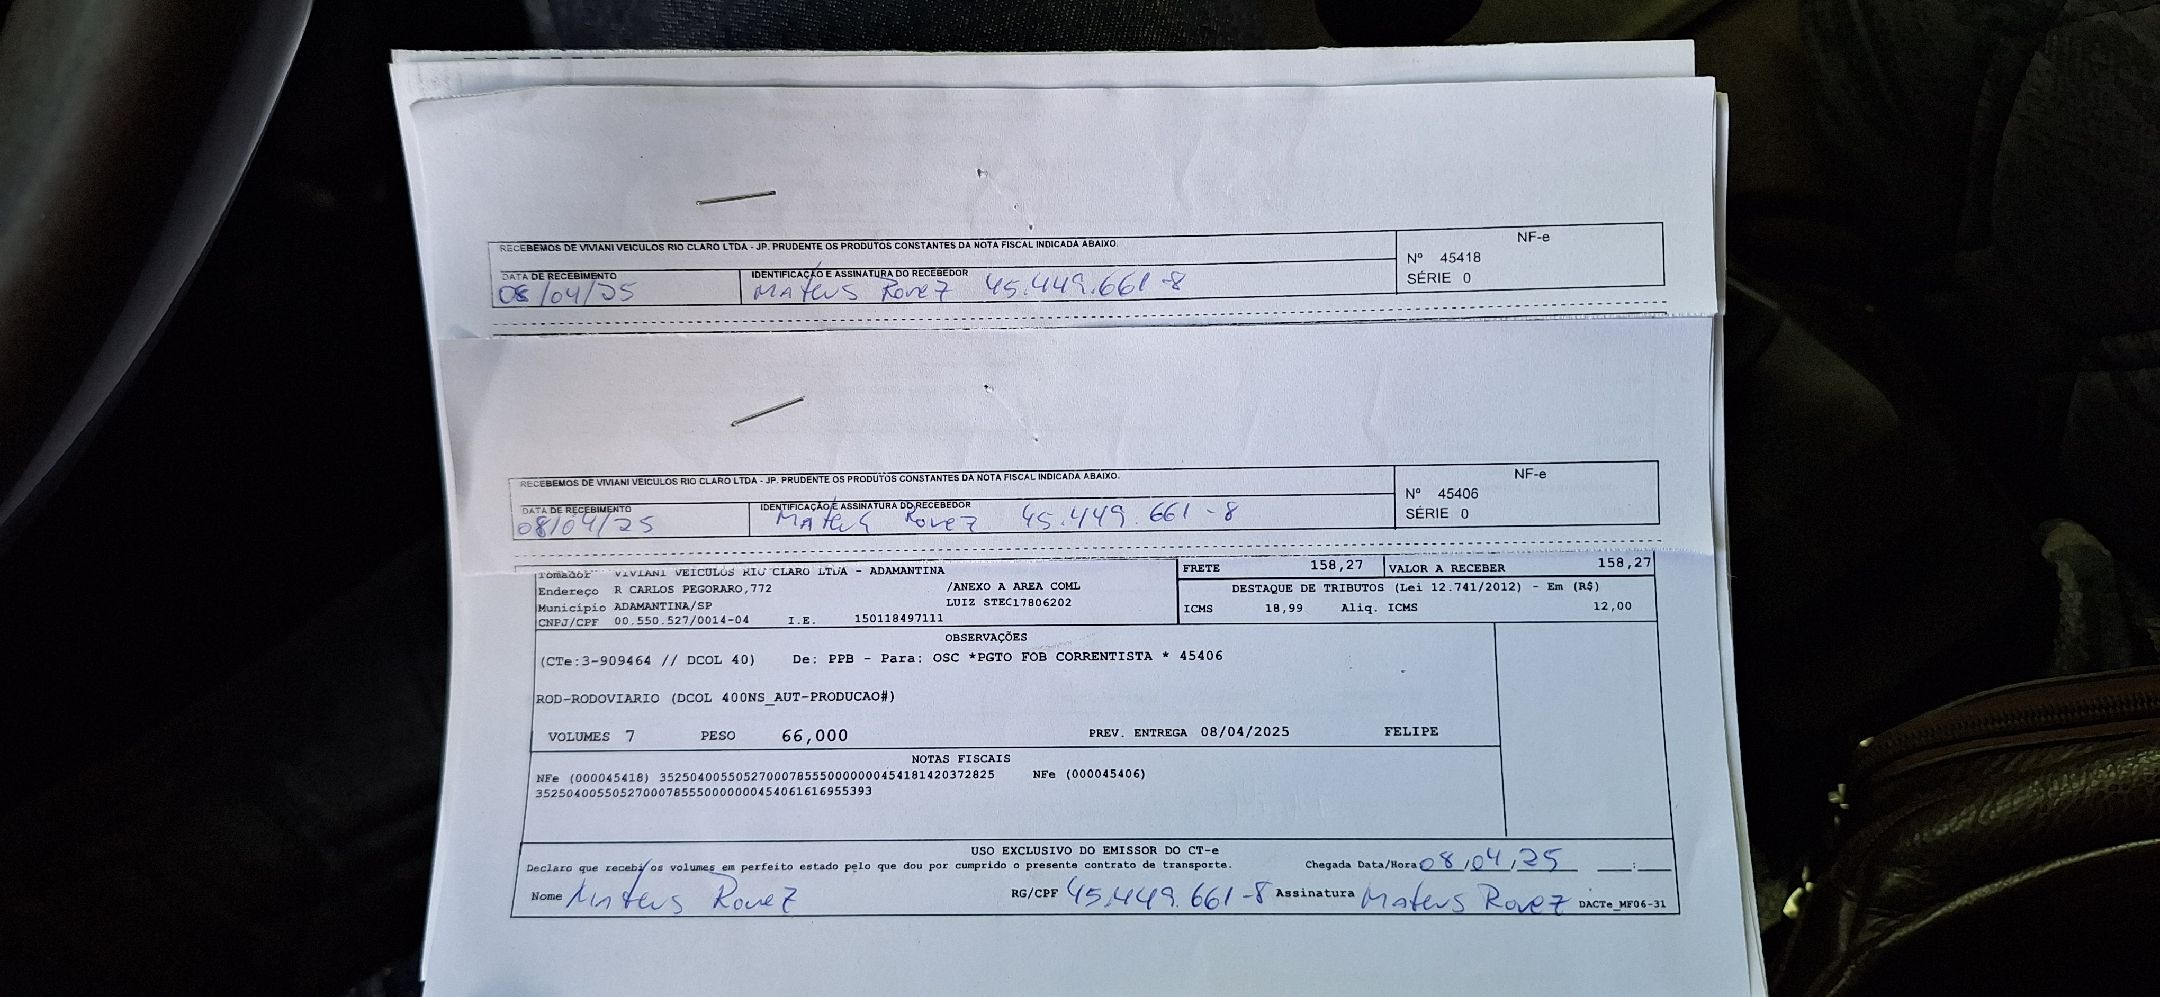 RECEBEMOS DE VIVIANI VEICULOS RIO CLARO LTDA - JP. PRUDENTE OS PRODUTOS CONSTANTES DA NOTA FISCAL INDICADA ABAIXO.
NF-e
Nº 45418
SÉRIE 0
DATA DE RECEBIMENTO
IDENTIFICAÇÃO E ASSINATURA DO RECEBEDOR
08/04/25
Mateus Rovez 45.449.661-8
RECEBEMOS DE VIVIANI VEICULOS RIO CLARO LTDA - JP. PRUDENTE OS PRODUTOS CONSTANTES DA NOTA FISCAL INDICADA ABAIXO.
NF-e
Nº 45406
SÉRIE 0
DATA DE RECEBIMENTO
IDENTIFICAÇÃO E ASSINATURA DO RECEBEDOR
08/04/25
Mateus Rovez 45.449.661-8
Tomador VIVIANI VEICULOS RIO CLARO LTDA - ADAMANTINA
Endereço R CARLOS PEGORARO,772 /ANEXO A AREA COML
Município ADAMANTINA/SP LUIZ STEC17806202
CNPJ/CPF 00.550.527/0014-04 I.E. 150118497111
FRETE 158,27 VALOR A RECEBER 158,27
DESTAQUE DE TRIBUTOS (Lei 12.741/2012) - Em (R$)
ICMS 18,99 Aliq. ICMS 12,00
OBSERVAÇÕES
(CTe:3-909464 // DCOL 40) De: PPB - Para: OSC *PGTO FOB CORRENTISTA * 45406
ROD-RODOVIARIO (DCOL 400NS_AUT-PRODUCAO#)
VOLUMES 7 PESO 66,000 PREV. ENTREGA 08/04/2025 FELIPE
NOTAS FISCAIS
NFe (000045418) 35250400550527000785550000000454181420372825 NFe (000045406)
35250400550527000785550000000454061616955393
USO EXCLUSIVO DO EMISSOR DO CT-e
Declaro que recebi os volumes em perfeito estado pelo que dou por cumprido o presente contrato de transporte. Chegada Data/Hora 08/04/25 __:__
Nome Mateus Rovez RG/CPF 45.449.661-8 Assinatura Mateus Rovez DACTe_MF06-31